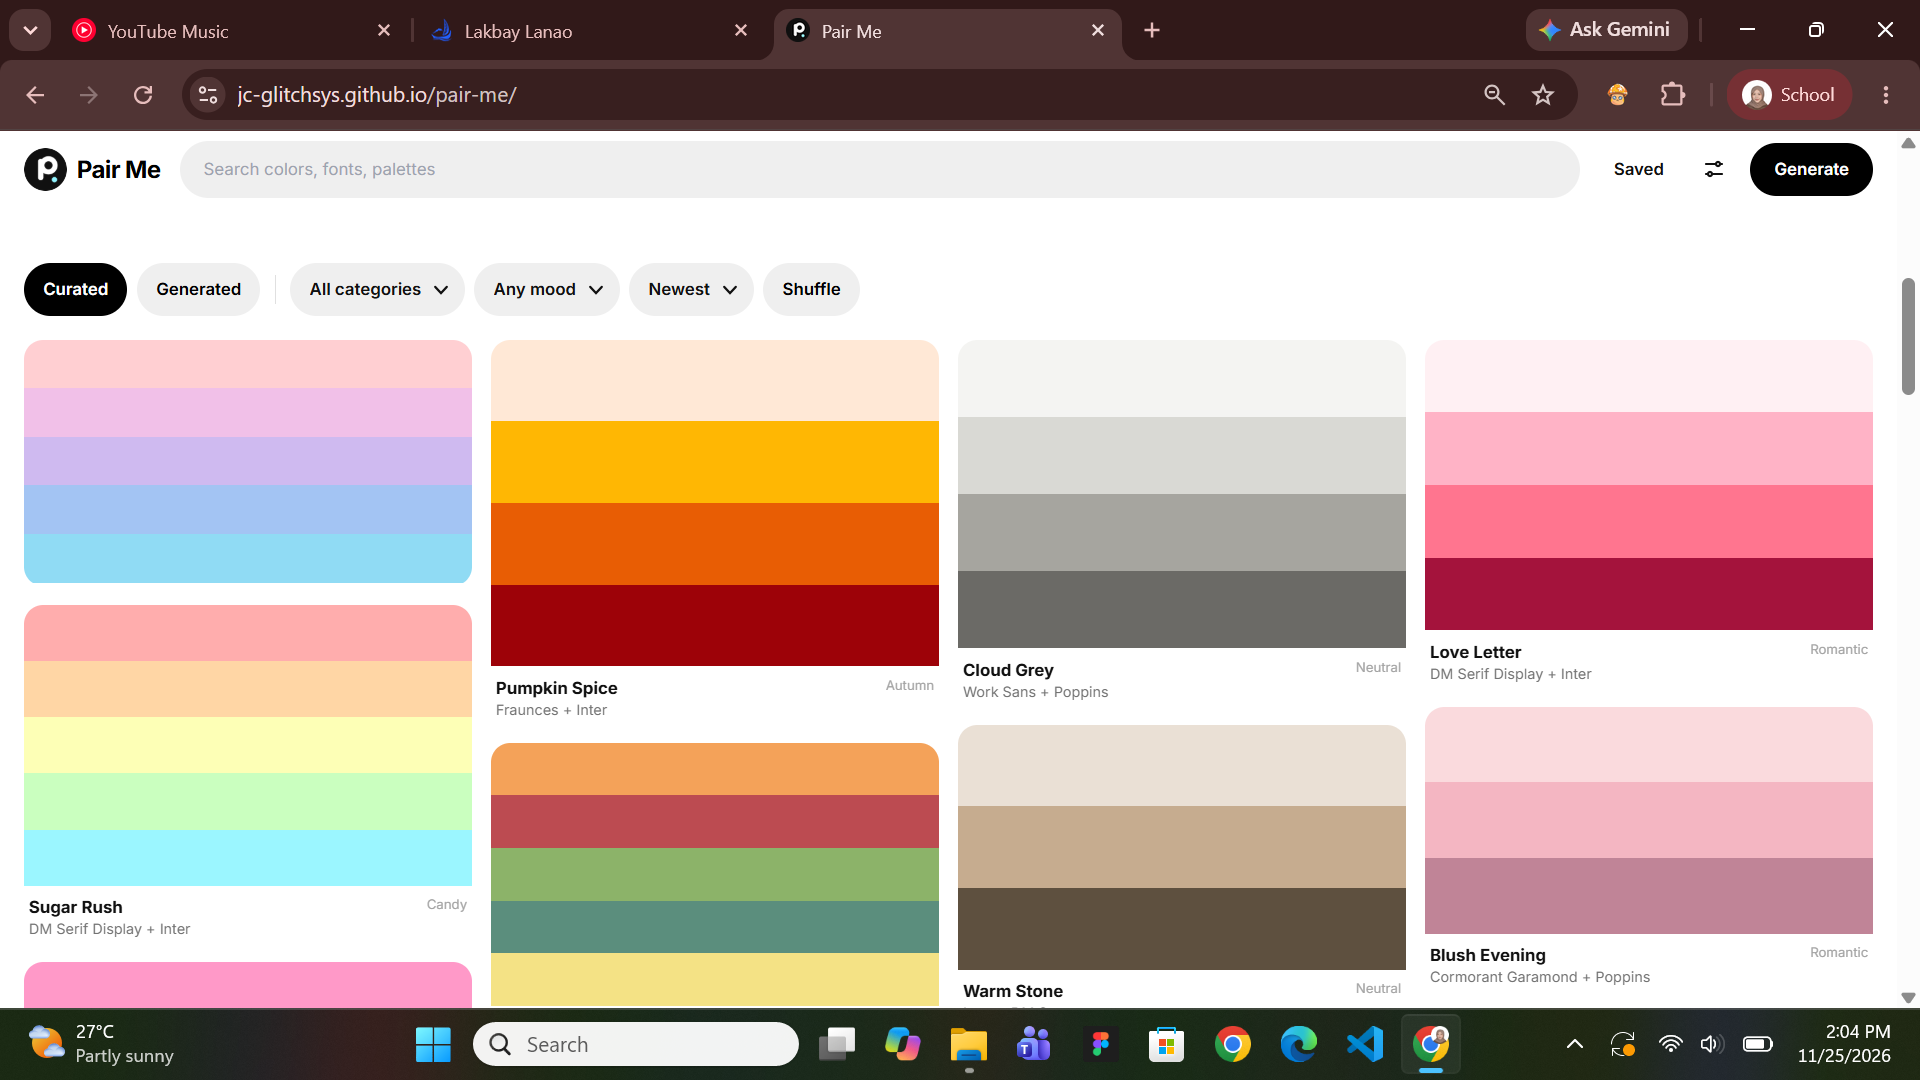 YouTube Music
Lakbay Lanao
Pair Me
Ask Gemini
jc-glitchsys.github.io/pair-me/
School
Pair Me
Search colors, fonts, palettes
Saved
Generate
Curated
Generated
All categories
Any mood
Newest
Shuffle
Sugar Rush
Candy
DM Serif Display + Inter
Pumpkin Spice
Autumn
Fraunces + Inter
Cloud Grey
Neutral
Work Sans + Poppins
Warm Stone
Neutral
Love Letter
Romantic
DM Serif Display + Inter
Blush Evening
Romantic
Cormorant Garamond + Poppins
27°C
Partly sunny
Search
2:04 PM
11/25/2026